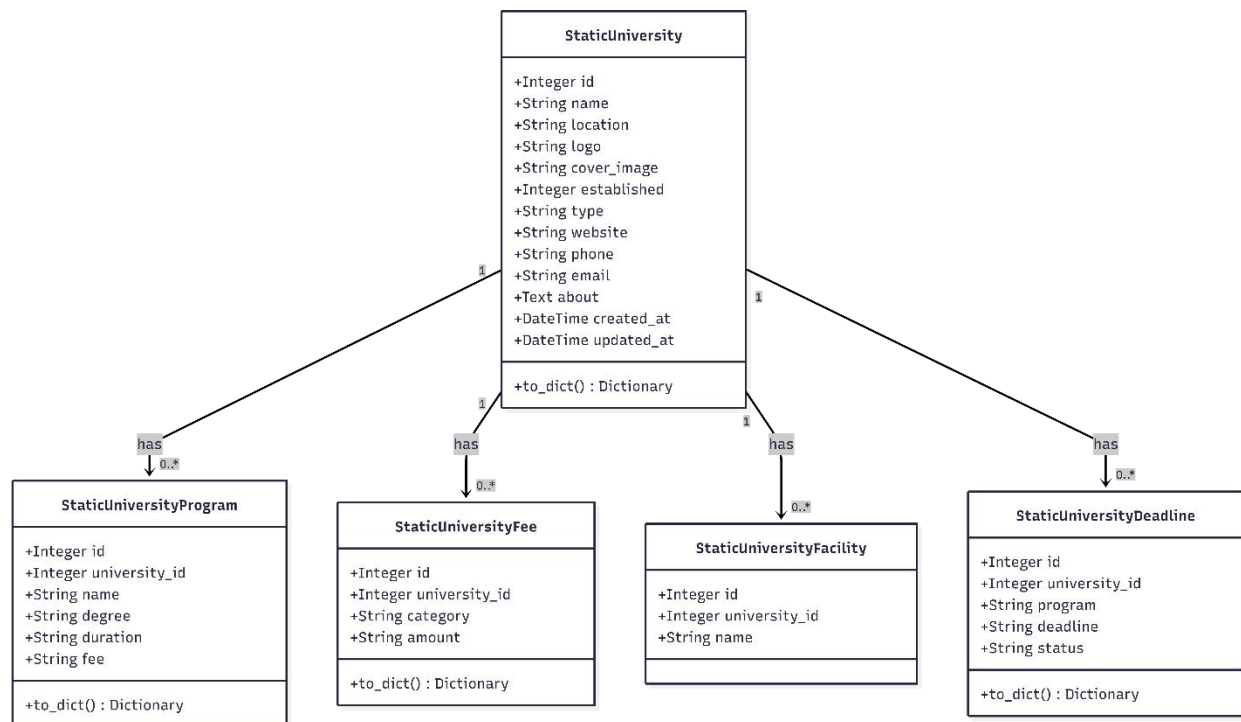 StaticUniversity
+Integer id
+String name
+String location
+String logo
+String cover_image
+Integer established
+String type
+String website
+String phone
+String email
+Text about
+DateTime created_at
+DateTime updated_at
+to_dict() : Dictionary
1
1
1
1
has
has
has
has
0..*
0..*
0..*
0..*
StaticUniversityProgram
+Integer id
+Integer university_id
+String name
+String degree
+String duration
+String fee
+to_dict() : Dictionary
StaticUniversityFee
+Integer id
+Integer university_id
+String category
+String amount
+to_dict() : Dictionary
StaticUniversityFacility
+Integer id
+Integer university_id
+String name
StaticUniversityDeadline
+Integer id
+Integer university_id
+String program
+String deadline
+String status
+to_dict() : Dictionary